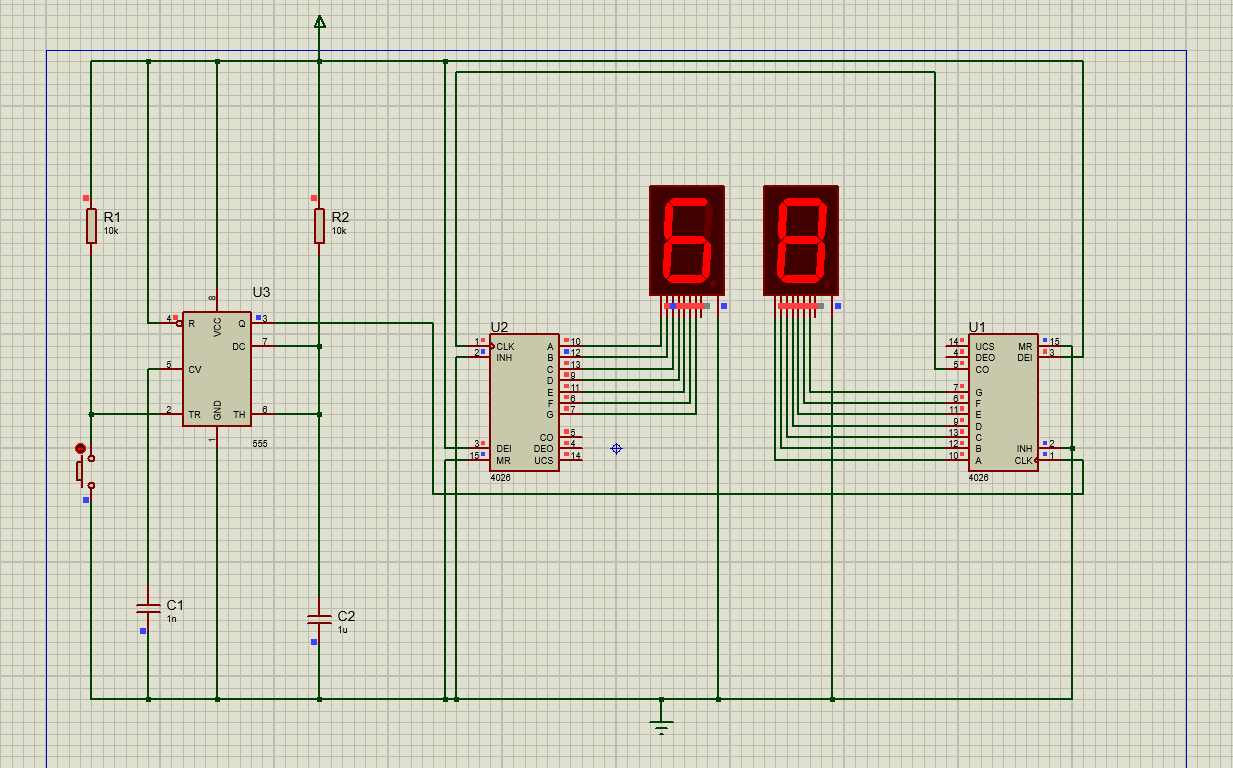 R1
10k
R2
10k
U3
8
4
R
VCC
Q
3
DC
7
5
CV
2
TR
GND
TH
6
1
555
C1
1n
C2
1u
U2
1
CLK
A
10
2
INH
B
12
C
13
D
9
E
11
F
6
G
7
CO
5
3
DEI
DEO
4
15
MR
UCS
14
4026
68
U1
14
UCS
MR
15
4
DEO
DEI
3
5
CO
7
G
6
F
11
E
9
D
13
C
12
B
INH
2
10
A
CLK
1
4026